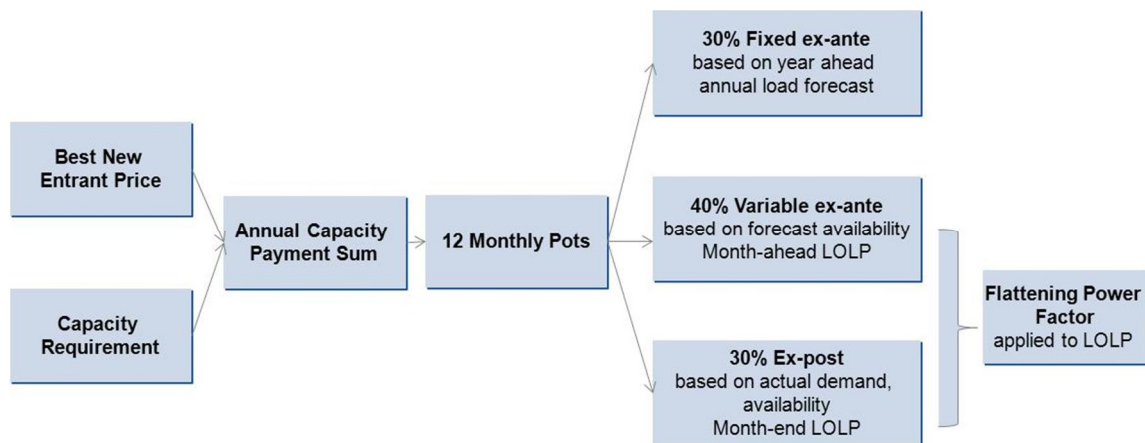 Best New
Entrant Price
Capacity
Requirement
Annual Capacity
Payment Sum
12 Monthly Pots
30% Fixed ex-ante
based on year ahead
annual load forecast
40% Variable ex-ante
based on forecast availability
Month-ahead LOLP
30% Ex-post
based on actual demand,
availability
Month-end LOLP
Flattening Power
Factor
applied to LOLP